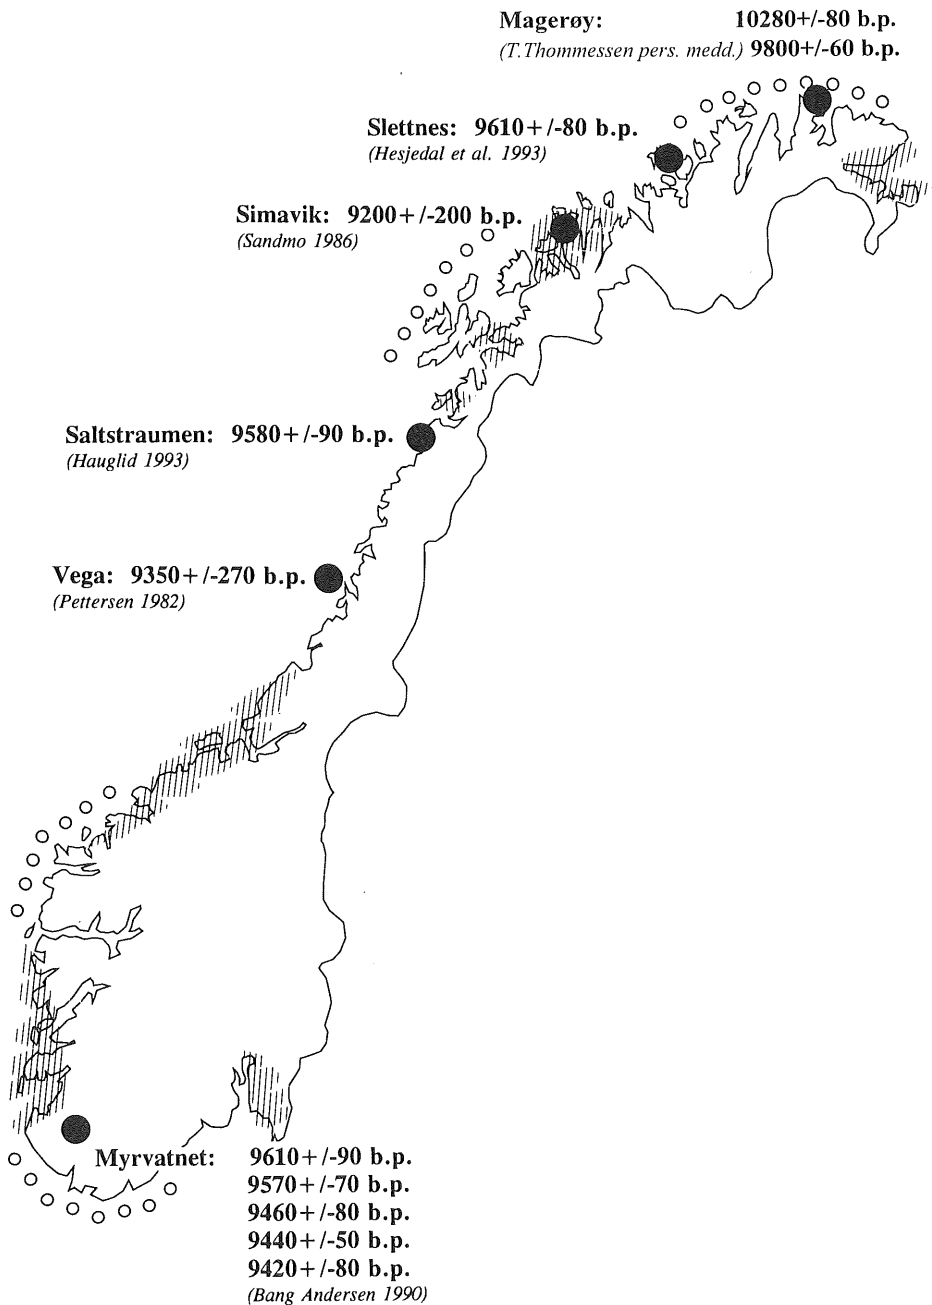 Magerøy: 10280+/-80 b.p.
(T.Thommessen pers. medd.) 9800+/-60 b.p.
Slettnes: 9610+/-80 b.p.
(Hesjedal et al. 1993)
Simavik: 9200+/-200 b.p.
(Sandmo 1986)
Saltstraumen: 9580+/-90 b.p.
(Hauglid 1993)
Vega: 9350+/-270 b.p.
(Pettersen 1982)
Myrvatnet: 9610+/-90 b.p.
9570+/-70 b.p.
9460+/-80 b.p.
9440+/-50 b.p.
9420+/-80 b.p.
(Bang Andersen 1990)